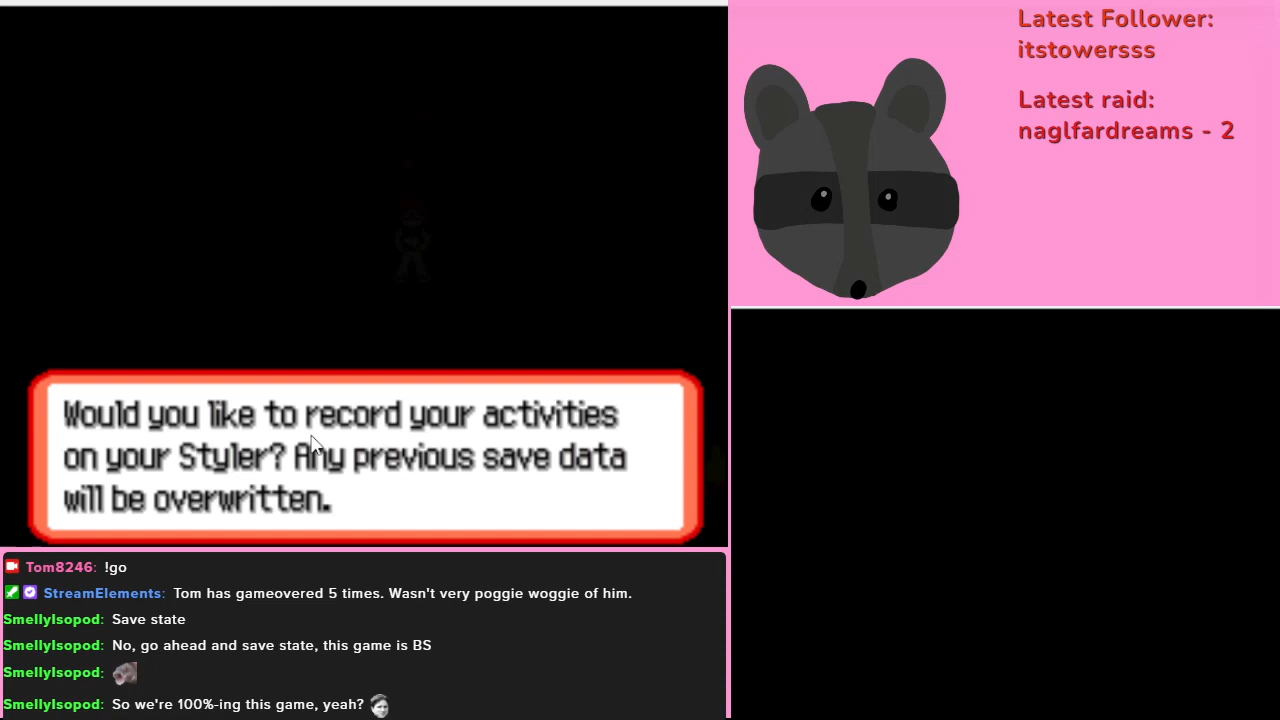 Latest Follower:
itstowersss
Latest raid:
naglfardreams - 2
Would you like to record your activities
on your Styler? Any previous save data
will be overwritten.
Tom8246: !go
StreamElements: Tom has gameovered 5 times. Wasn't very poggie woggie of him.
SmellyIsopod: Save state
SmellyIsopod: No, go ahead and save state, this game is BS
SmellyIsopod:
SmellyIsopod: So we're 100%-ing this game, yeah?